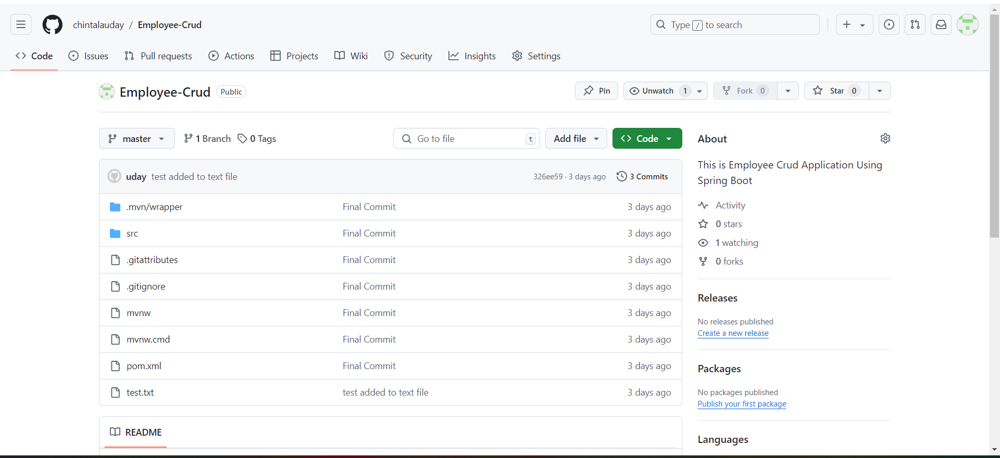 chintalauday / Employee-Crud
Type / to search
Code Issues Pull requests Actions Projects Wiki Security Insights Settings
Employee-Crud Public
Pin Unwatch 1 Fork 0 Star 0
master 1 Branch 0 Tags Go to file t Add file Code
uday test added to text file 326ee59 · 3 days ago 3 Commits
.mvn/wrapper Final Commit 3 days ago
src Final Commit 3 days ago
.gitattributes Final Commit 3 days ago
.gitignore Final Commit 3 days ago
mvnw Final Commit 3 days ago
mvnw.cmd Final Commit 3 days ago
pom.xml Final Commit 3 days ago
test.txt test added to text file 3 days ago
README
About
This is Employee Crud Application Using
Spring Boot
Activity
0 stars
1 watching
0 forks
Releases
No releases published
Create a new release
Packages
No packages published
Publish your first package
Languages